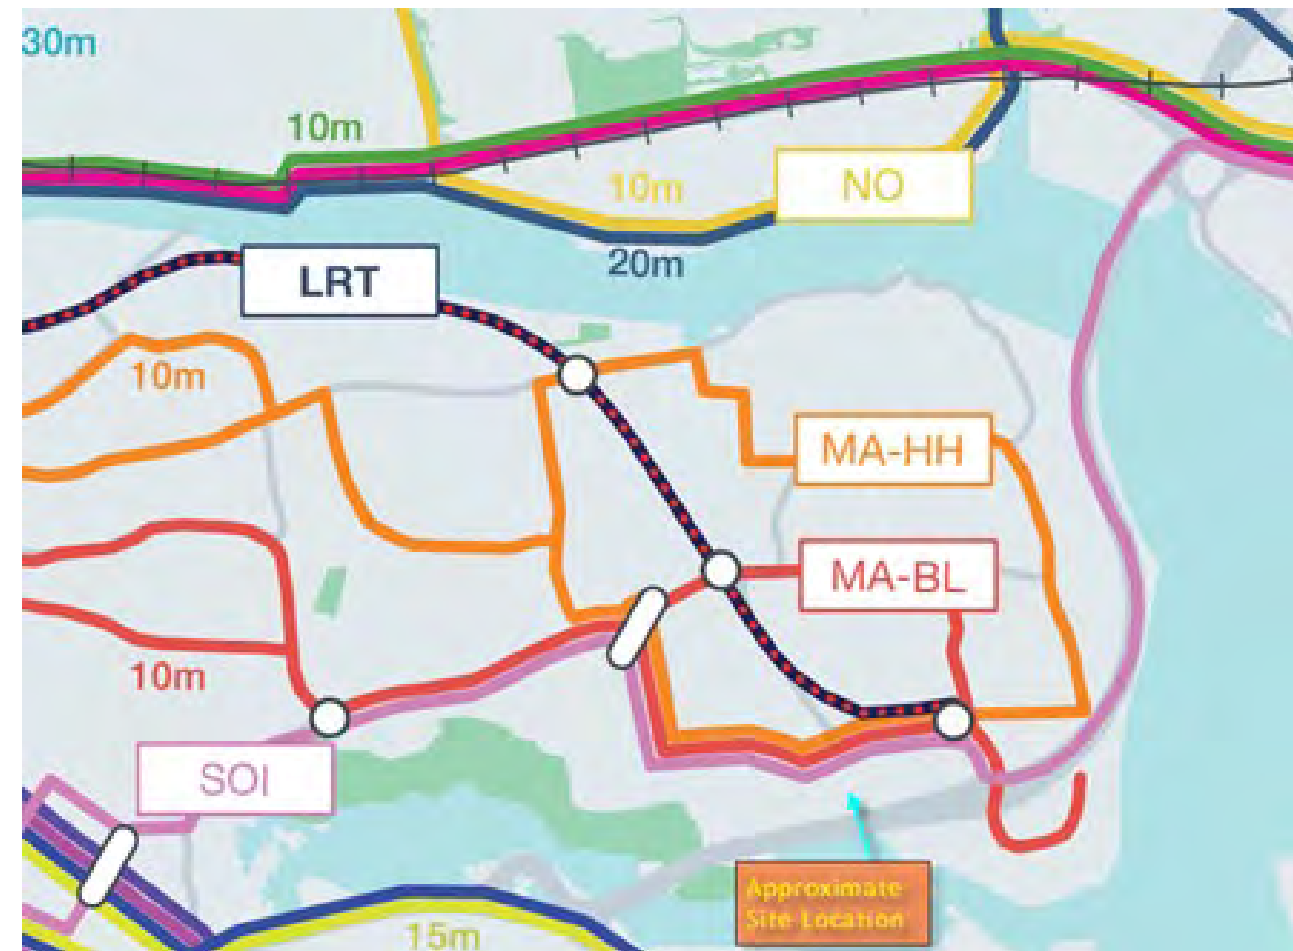 30m
10m
10m
NO
20m
LRT
10m
MA-HH
MA-BL
10m
SOI
Approximate
Site Location
15m